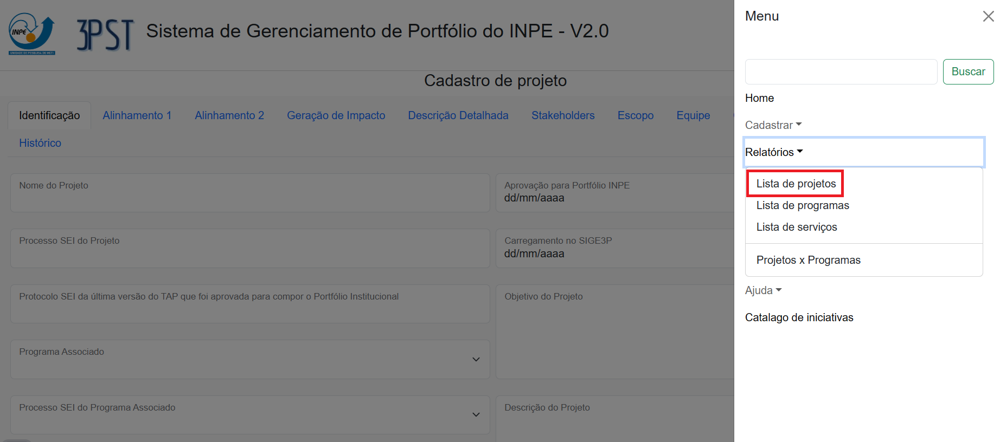 INPE
UNIDADE DE PESQUISA DO MCTI
3PST
Sistema de Gerenciamento de Portfólio do INPE - V2.0
Cadastro de projeto
Identificação
Alinhamento 1
Alinhamento 2
Geração de Impacto
Descrição Detalhada
Stakeholders
Escopo
Equipe
Histórico
Nome do Projeto
Aprovação para Portfólio INPE
dd/mm/aaaa
Processo SEI do Projeto
Carregamento no SIGE3P
dd/mm/aaaa
Protocolo SEI da última versão do TAP que foi aprovada para compor o Portfólio Institucional
Objetivo do Projeto
Programa Associado
Processo SEI do Programa Associado
Descrição do Projeto
Menu
Buscar
Home
Cadastrar
Relatórios
Lista de projetos
Lista de programas
Lista de serviços
Projetos x Programas
Ajuda
Catalago de iniciativas